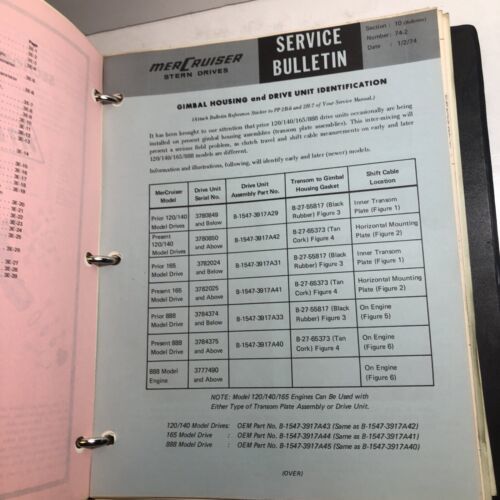 Page
3E-1
MERCRUISER
STERN DRIVES
SERVICE
BULLETIN
Section : 10
Number : 74-2
Date : 1/2/74
GIMBAL HOUSING and DRIVE UNIT IDENTIFICATION
(Attach Bulletin Reference Sticker to PP 2B6 and 2H7 of Your Service Manual.)
It has been brought to our attention that prior 120/140/165/888 drive units occasionally are being
installed on present gimbal housing assemblies (transom plate assemblies). This inter-mixing will
present a serious field problem, as clutch travel and shift cable measurements on early and later
120/140/165/888 models are different.
Information and illustrations, following, will identify early and later (newer) models.
MerCruiser Model | Drive Unit Serial No. | Drive Unit Assembly Part No. | Transom to Gimbal Housing Gasket | Shift Cable Location
Prior 120/140 Model Drives | 3780849 and Below | B-1547-3917A29 | B-27-55817 (Black Rubber) Figure 3 | Inner Transom Plate (Figure 1)
Present 120/140 Model Drives | 3780850 and Above | B-1547-3917A42 | B-27-65373 (Tan Cork) Figure 4 | Horizontal Mounting Plate (Figure 2)
Prior 165 Model Drive | 3782024 and Below | B-1547-3917A31 | B-27-55817 (Black Rubber) Figure 3 | Inner Transom Plate (Figure 1)
Present 165 Model Drive | 3782025 and Above | B-1547-3917A41 | B-27-65373 (Tan Cork) Figure 4 | Horizontal Mounting Plate (Figure 2)
Prior 888 Model Drive | 3784374 and Below | B-1547-3917A33 | B-27-55817 (Black Rubber) Figure 3 | On Engine (Figure 5)
Present 888 Model Drive | 3784375 and Above | B-1547-3917A40 | B-27-65373 (Tan Cork) Figure 4 | On Engine (Figure 6)
888 Model Engine | 3777490 and Above | On Engine (Figure 6)
NOTE: Model 120/140/165 Engines Can Be Used with
Either Type of Transom Plate Assembly or Drive Unit.
120/140 Model Drives: OEM Part No. B-1547-3917A43 (Same as B-1547-3917A42)
165 Model Drive : OEM Part No. B-1547-3917A44 (Same as B-1547-3917A41)
888 Model Drive : OEM Part No. B-1547-3917A45 (Same as B-1547-3917A40)
(OVER)